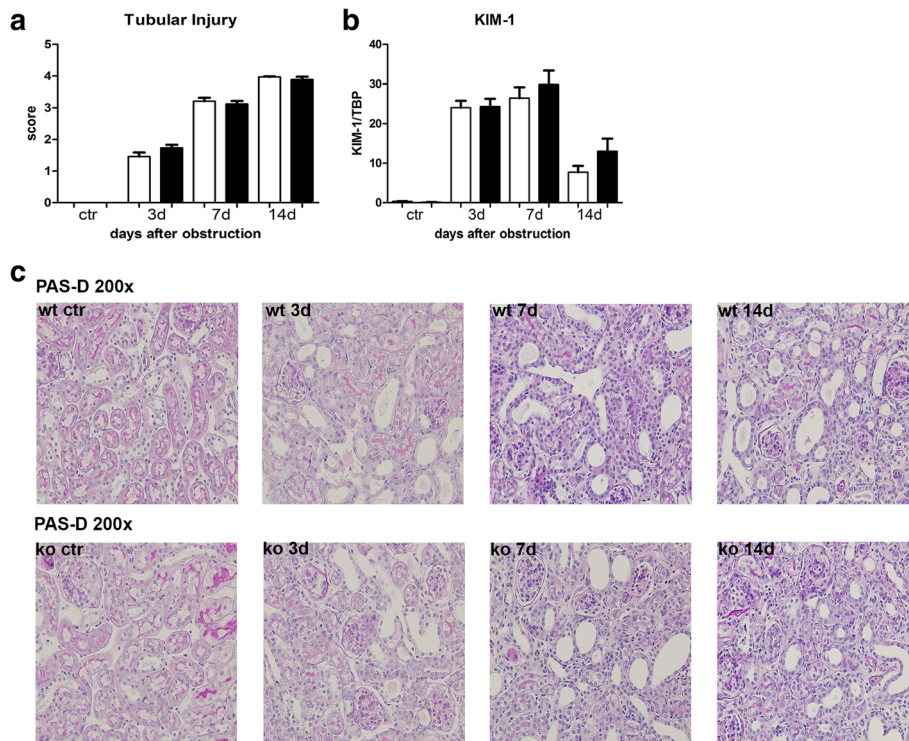 a
Tubular Injury
score
5
4
3
2
1
0
ctr 3d 7d 14d
days after obstruction
b
KIM-1
KIM-1/TBP
40
30
20
10
0
ctr 3d 7d 14d
days after obstruction
c
PAS-D 200x
wt ctr wt 3d wt 7d wt 14d
PAS-D 200x
ko ctr ko 3d ko 7d ko 14d